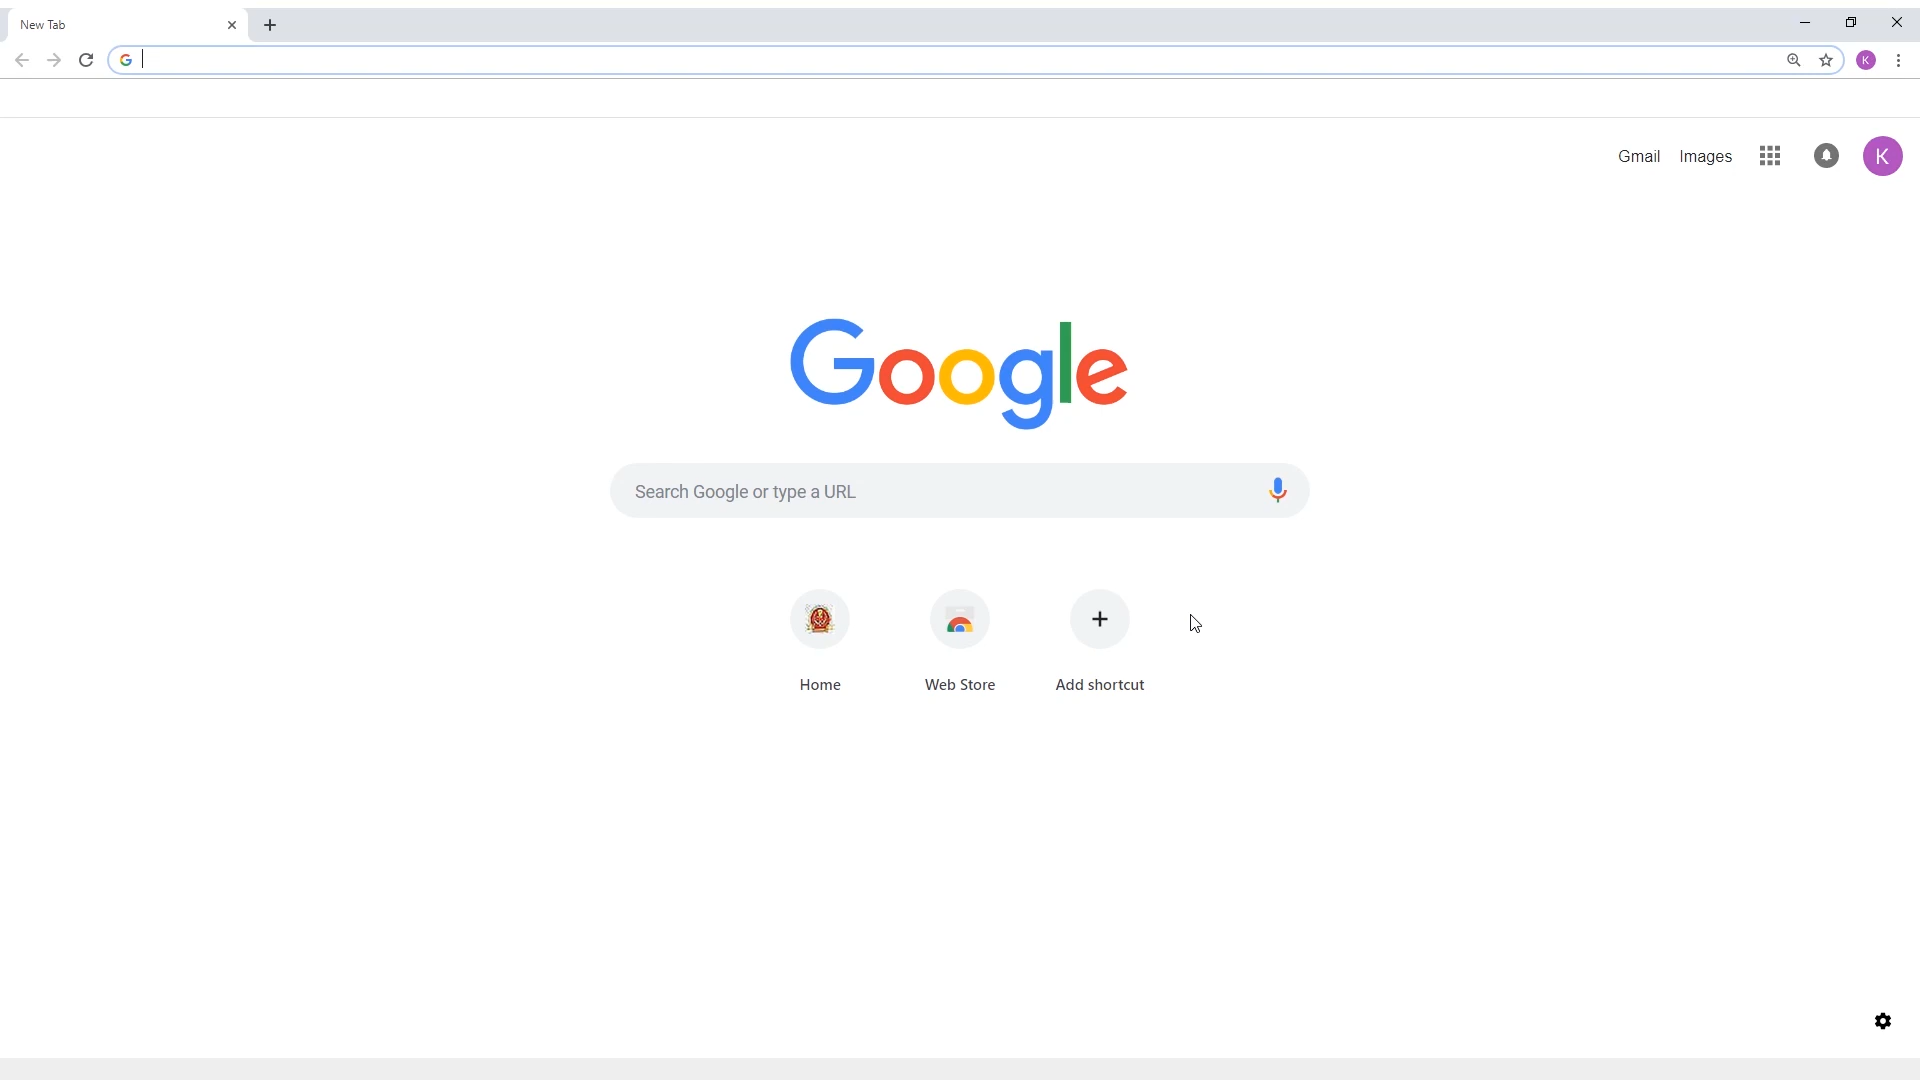 New Tab
K
Gmail Images
K
Google
Search Google or type a URL
Home Web Store Add shortcut